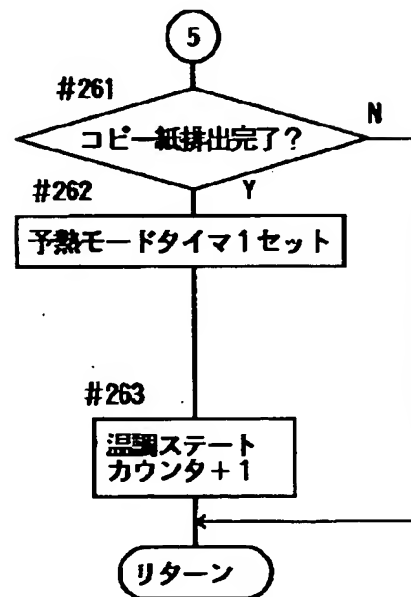 5
#261
コピー紙排出完了?
N
#262
Y
予熱モードタイマ1セット
#263
温調ステート
カウンタ+1
リターン